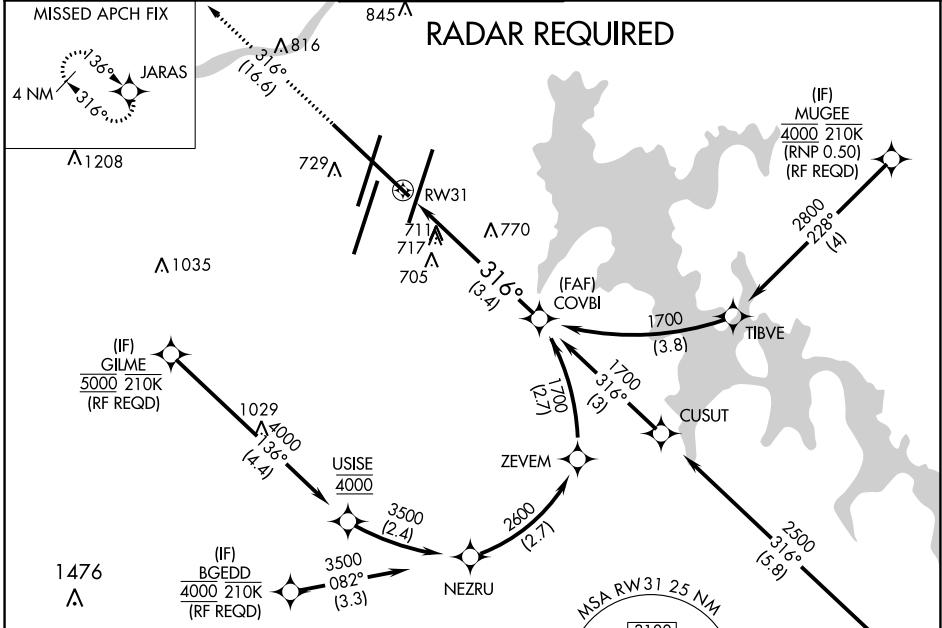 MISSED APCH FIX
136°
JARAS
4 NM
316°
845
RADAR REQUIRED
816
316°
(16.6)
1208
729
RW31
711
717
705
770
(IF)
MUGEE
4000 210K
(RNP 0.50)
(RF REQD)
2800
228°
(4)
1035
316°
(3.4)
(FAF)
COVBI
1700
(3.8)
TIBVE
(IF)
GILME
5000 210K
(RF REQD)
1029
4000
136°
(4.4)
1700
(2.7)
1700
316°
(3)
CUSUT
USISE
4000
ZEVEM
3500
(2.4)
2600
(2.7)
2500
316°
(5.8)
1476
(IF)
BGEDD
4000 210K
(RF REQD)
3500
082°
(3.3)
NEZRU
MSA RW31 25 NM